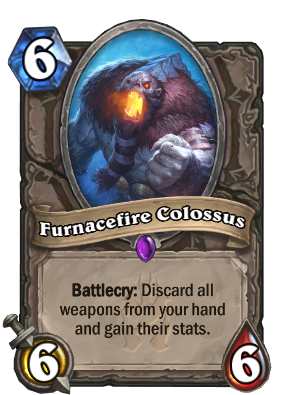 6
Furnacefire Colossus
Battlecry: Discard all
weapons from your hand
and gain their stats.
6
6